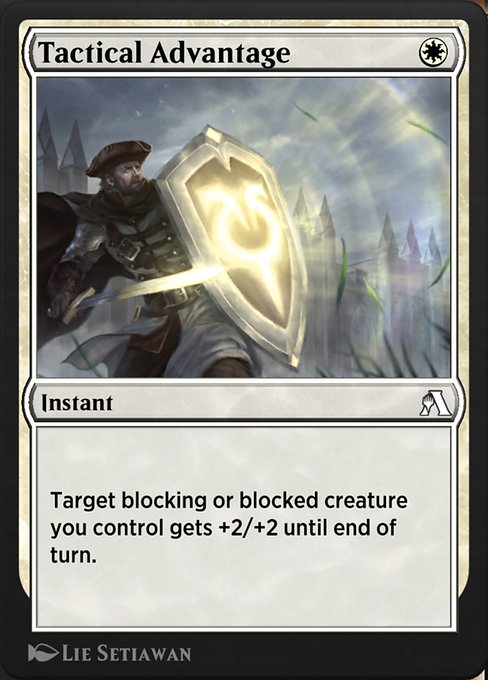 Tactical Advantage
Instant
Target blocking or blocked creature
you control gets +2/+2 until end of
turn.
Lie Setiawan